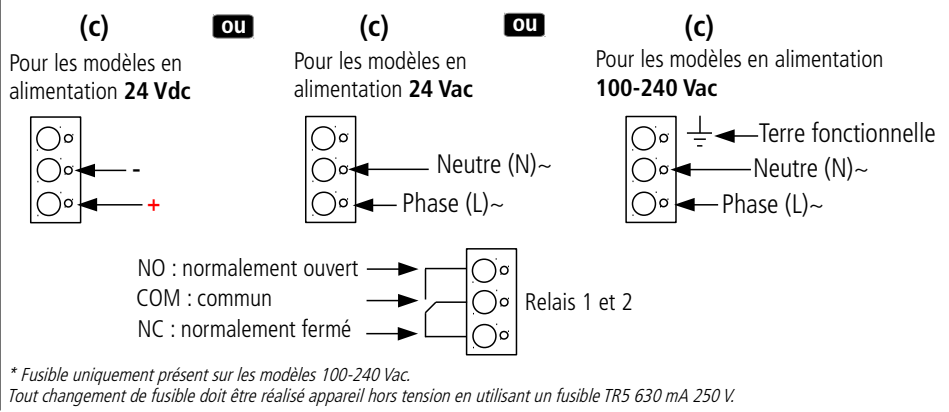 (c)
Pour les modèles en
alimentation 24 Vdc
-
+
ou
(c)
Pour les modèles en
alimentation 24 Vac
Neutre (N)~
Phase (L)~
ou
(c)
Pour les modèles en alimentation
100-240 Vac
Terre fonctionnelle
Neutre (N)~
Phase (L)~
NO : normalement ouvert
COM : commun
NC : normalement fermé
Relais 1 et 2
* Fusible uniquement présent sur les modèles 100-240 Vac.
Tout changement de fusible doit être réalisé appareil hors tension en utilisant un fusible TR5 630 mA 250 V.